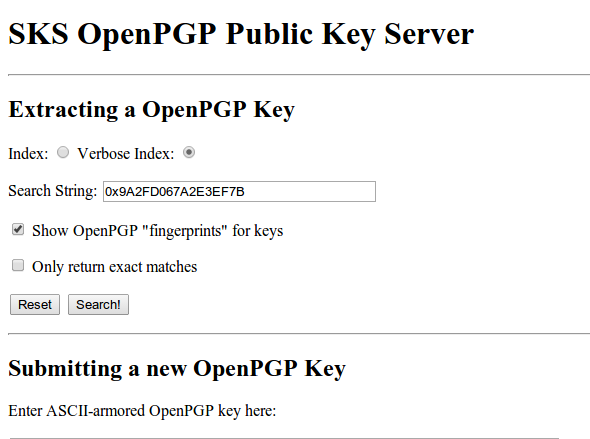 SKS OpenPGP Public Key Server
Extracting a OpenPGP Key
Index: Verbose Index:
Search String: 0x9A2FD067A2E3EF7B
Show OpenPGP "fingerprints" for keys
Only return exact matches
Reset Search!
Submitting a new OpenPGP Key
Enter ASCII-armored OpenPGP key here: